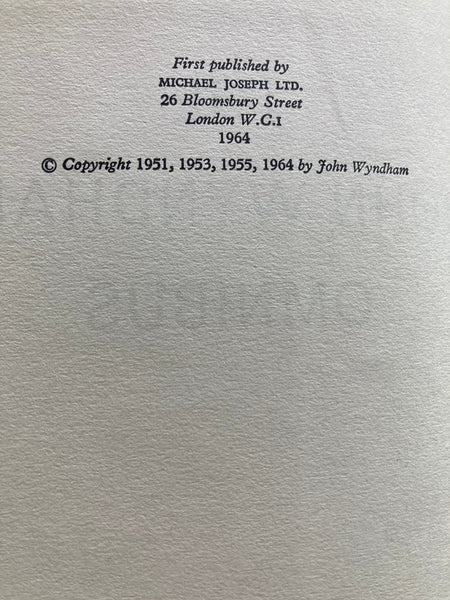 First published by
MICHAEL JOSEPH LTD.
26 Bloomsbury Street
London W.C.1
1964
© Copyright 1951, 1953, 1955, 1964 by John Wyndham
OMNIBUS